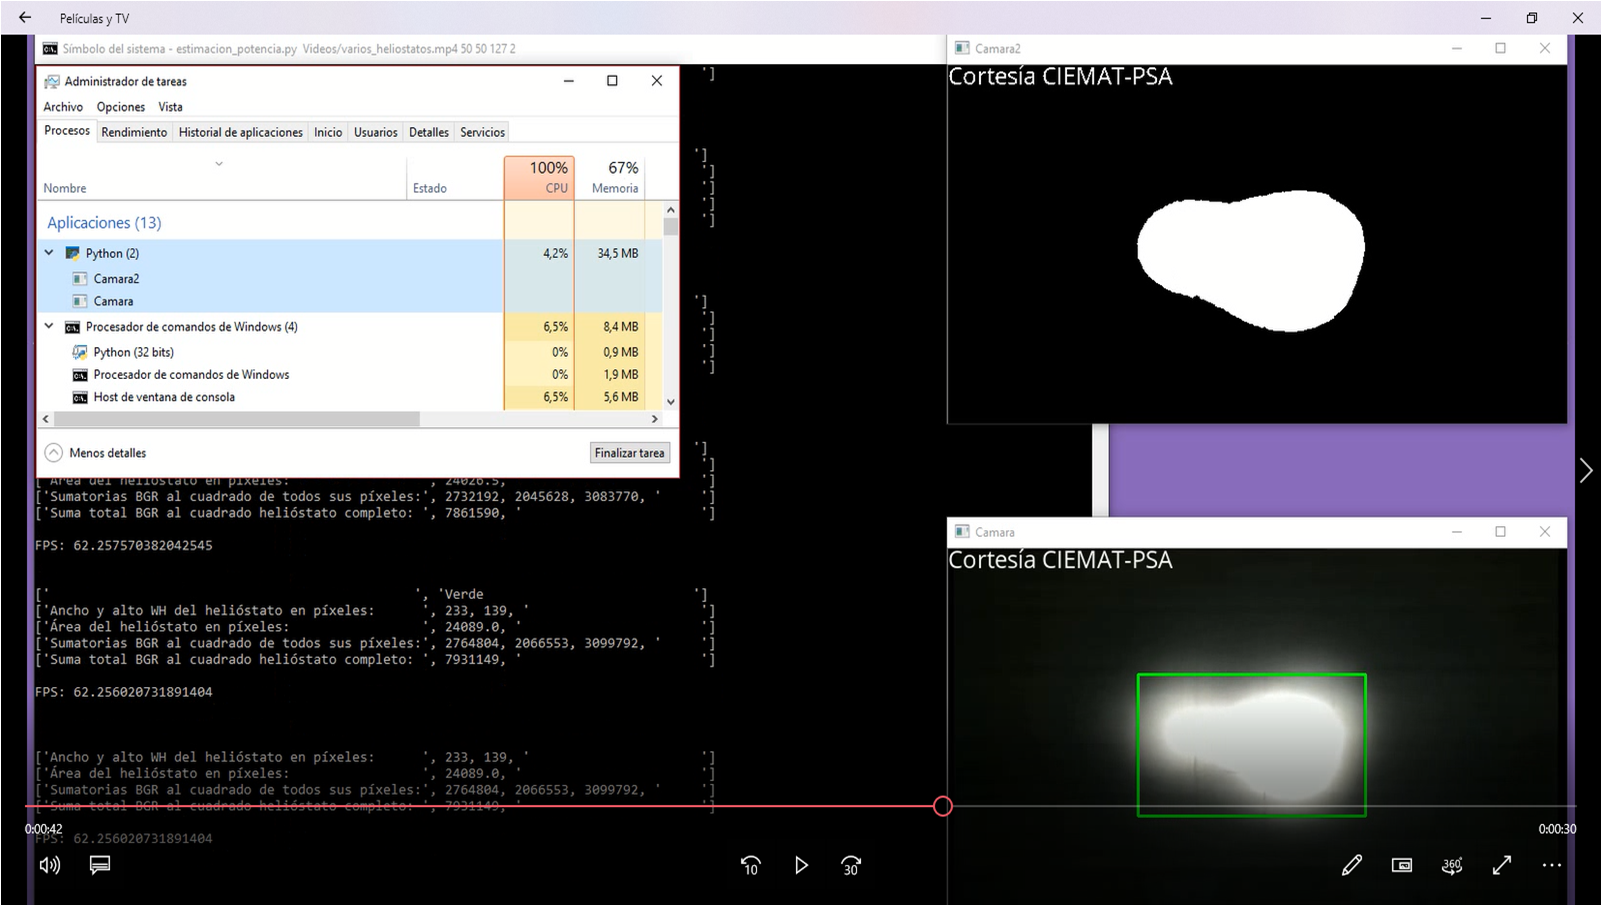 Películas y TV
Símbolo del sistema - estimacion_potencia.py Videos/varios_heliostatos.mp4 50 50 127 2
Administrador de tareas
Archivo Opciones Vista
Procesos Rendimiento Historial de aplicaciones Inicio Usuarios Detalles Servicios
100% 67%
Nombre Estado CPU Memoria
Aplicaciones (13)
Python (2) 4,2% 34,5 MB
Camara2
Camara
Procesador de comandos de Windows (4) 6,5% 8,4 MB
Python (32 bits) 0% 0,9 MB
Procesador de comandos de Windows 0% 1,9 MB
Host de ventana de consola 6,5% 5,6 MB
Menos detalles Finalizar tarea
']
']
']
']
']
']
']
']
']
']
']
']
']
['Área del helióstato en píxeles: ', 24026.5, ' ']
['Sumatorias BGR al cuadrado de todos sus píxeles:', 2732192, 2045628, 3083770, ' ']
['Suma total BGR al cuadrado helióstato completo: ', 7861590, ' ']
FPS: 62.257570382042545
[' ', 'Verde ']
['Ancho y alto WH del helióstato en píxeles: ', 233, 139, ' ']
['Área del helióstato en píxeles: ', 24089.0, ' ']
['Sumatorias BGR al cuadrado de todos sus píxeles:', 2764804, 2066553, 3099792, ' ']
['Suma total BGR al cuadrado helióstato completo: ', 7931149, ' ']
FPS: 62.256020731891404
['Ancho y alto WH del helióstato en píxeles: ', 233, 139, ' ']
['Área del helióstato en píxeles: ', 24089.0, ' ']
['Sumatorias BGR al cuadrado de todos sus píxeles:', 2764804, 2066553, 3099792, ' ']
['Suma total BGR al cuadrado helióstato completo: ', 7931149, ' ']
FPS: 62.256020731891404
Camara2
Cortesía CIEMAT-PSA
Camara
Cortesía CIEMAT-PSA
0:00:42 0:00:30
10 30 360°